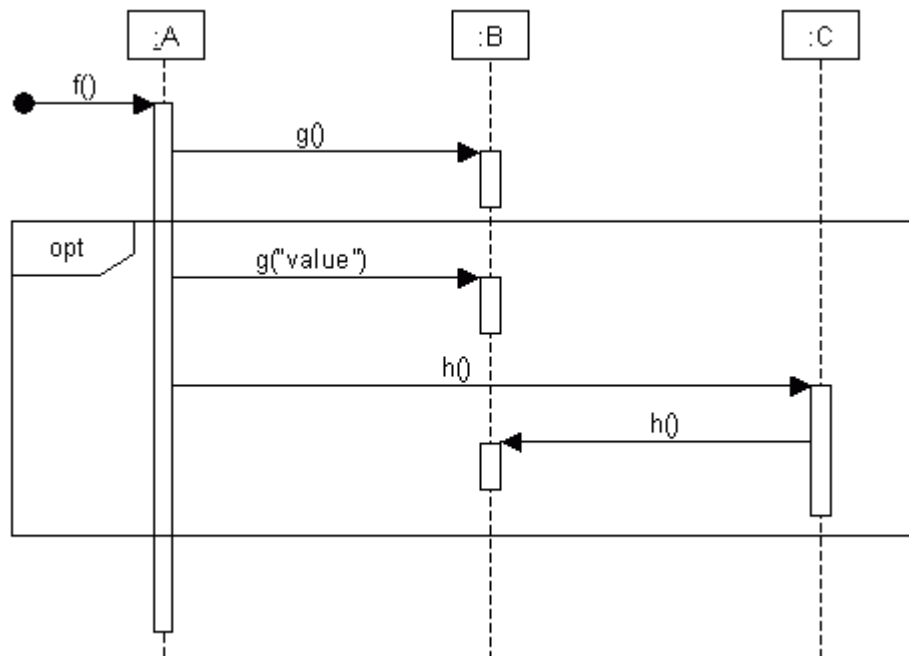 :A
:B
:C
f()
g()
opt
g("value")
h()
h()